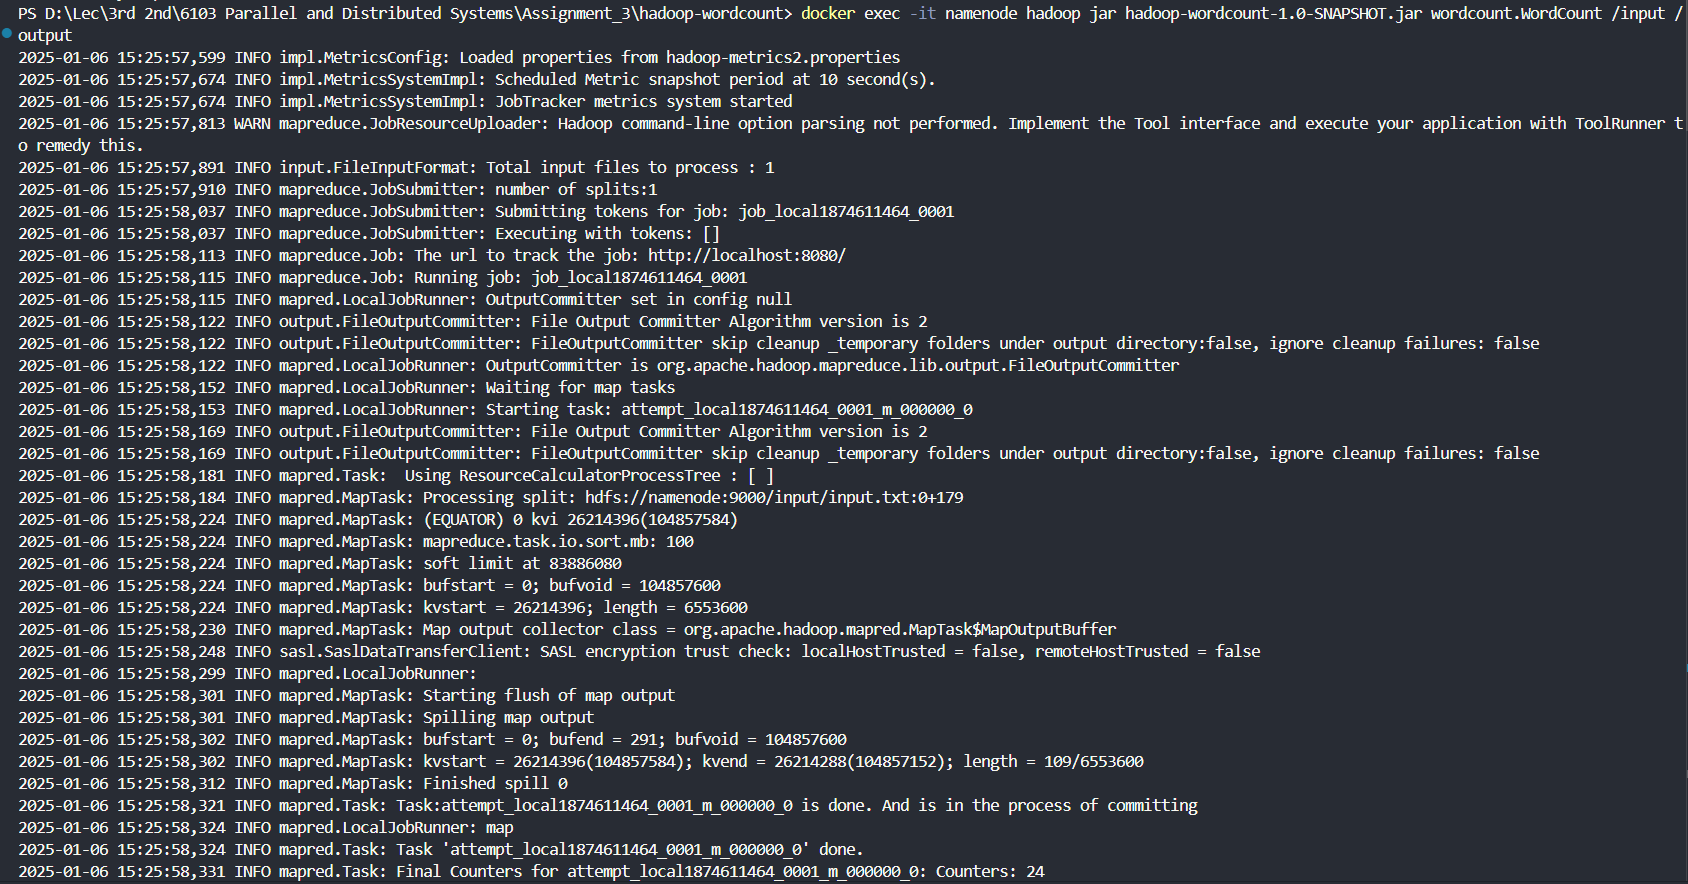 PS D:\Lec\3rd 2nd\6103 Parallel and Distributed Systems\Assignment_3\hadoop-wordcount> docker exec -it namenode hadoop jar hadoop-wordcount-1.0-SNAPSHOT.jar wordcount.WordCount /input /
output
2025-01-06 15:25:57,599 INFO impl.MetricsConfig: Loaded properties from hadoop-metrics2.properties
2025-01-06 15:25:57,674 INFO impl.MetricsSystemImpl: Scheduled Metric snapshot period at 10 second(s).
2025-01-06 15:25:57,674 INFO impl.MetricsSystemImpl: JobTracker metrics system started
2025-01-06 15:25:57,813 WARN mapreduce.JobResourceUploader: Hadoop command-line option parsing not performed. Implement the Tool interface and execute your application with ToolRunner t
o remedy this.
2025-01-06 15:25:57,891 INFO input.FileInputFormat: Total input files to process : 1
2025-01-06 15:25:57,910 INFO mapreduce.JobSubmitter: number of splits:1
2025-01-06 15:25:58,037 INFO mapreduce.JobSubmitter: Submitting tokens for job: job_local1874611464_0001
2025-01-06 15:25:58,037 INFO mapreduce.JobSubmitter: Executing with tokens: []
2025-01-06 15:25:58,113 INFO mapreduce.Job: The url to track the job: http://localhost:8080/
2025-01-06 15:25:58,115 INFO mapreduce.Job: Running job: job_local1874611464_0001
2025-01-06 15:25:58,115 INFO mapred.LocalJobRunner: OutputCommitter set in config null
2025-01-06 15:25:58,122 INFO output.FileOutputCommitter: File Output Committer Algorithm version is 2
2025-01-06 15:25:58,122 INFO output.FileOutputCommitter: FileOutputCommitter skip cleanup _temporary folders under output directory:false, ignore cleanup failures: false
2025-01-06 15:25:58,122 INFO mapred.LocalJobRunner: OutputCommitter is org.apache.hadoop.mapreduce.lib.output.FileOutputCommitter
2025-01-06 15:25:58,152 INFO mapred.LocalJobRunner: Waiting for map tasks
2025-01-06 15:25:58,153 INFO mapred.LocalJobRunner: Starting task: attempt_local1874611464_0001_m_000000_0
2025-01-06 15:25:58,169 INFO output.FileOutputCommitter: File Output Committer Algorithm version is 2
2025-01-06 15:25:58,169 INFO output.FileOutputCommitter: FileOutputCommitter skip cleanup _temporary folders under output directory:false, ignore cleanup failures: false
2025-01-06 15:25:58,181 INFO mapred.Task:  Using ResourceCalculatorProcessTree : [ ]
2025-01-06 15:25:58,184 INFO mapred.MapTask: Processing split: hdfs://namenode:9000/input/input.txt:0+179
2025-01-06 15:25:58,224 INFO mapred.MapTask: (EQUATOR) 0 kvi 26214396(104857584)
2025-01-06 15:25:58,224 INFO mapred.MapTask: mapreduce.task.io.sort.mb: 100
2025-01-06 15:25:58,224 INFO mapred.MapTask: soft limit at 83886080
2025-01-06 15:25:58,224 INFO mapred.MapTask: bufstart = 0; bufvoid = 104857600
2025-01-06 15:25:58,224 INFO mapred.MapTask: kvstart = 26214396; length = 6553600
2025-01-06 15:25:58,230 INFO mapred.MapTask: Map output collector class = org.apache.hadoop.mapred.MapTask$MapOutputBuffer
2025-01-06 15:25:58,248 INFO sasl.SaslDataTransferClient: SASL encryption trust check: localHostTrusted = false, remoteHostTrusted = false
2025-01-06 15:25:58,299 INFO mapred.LocalJobRunner:
2025-01-06 15:25:58,301 INFO mapred.MapTask: Starting flush of map output
2025-01-06 15:25:58,301 INFO mapred.MapTask: Spilling map output
2025-01-06 15:25:58,302 INFO mapred.MapTask: bufstart = 0; bufend = 291; bufvoid = 104857600
2025-01-06 15:25:58,302 INFO mapred.MapTask: kvstart = 26214396(104857584); kvend = 26214288(104857152); length = 109/6553600
2025-01-06 15:25:58,312 INFO mapred.MapTask: Finished spill 0
2025-01-06 15:25:58,321 INFO mapred.Task: Task:attempt_local1874611464_0001_m_000000_0 is done. And is in the process of committing
2025-01-06 15:25:58,324 INFO mapred.LocalJobRunner: map
2025-01-06 15:25:58,324 INFO mapred.Task: Task 'attempt_local1874611464_0001_m_000000_0' done.
2025-01-06 15:25:58,331 INFO mapred.Task: Final Counters for attempt_local1874611464_0001_m_000000_0: Counters: 24